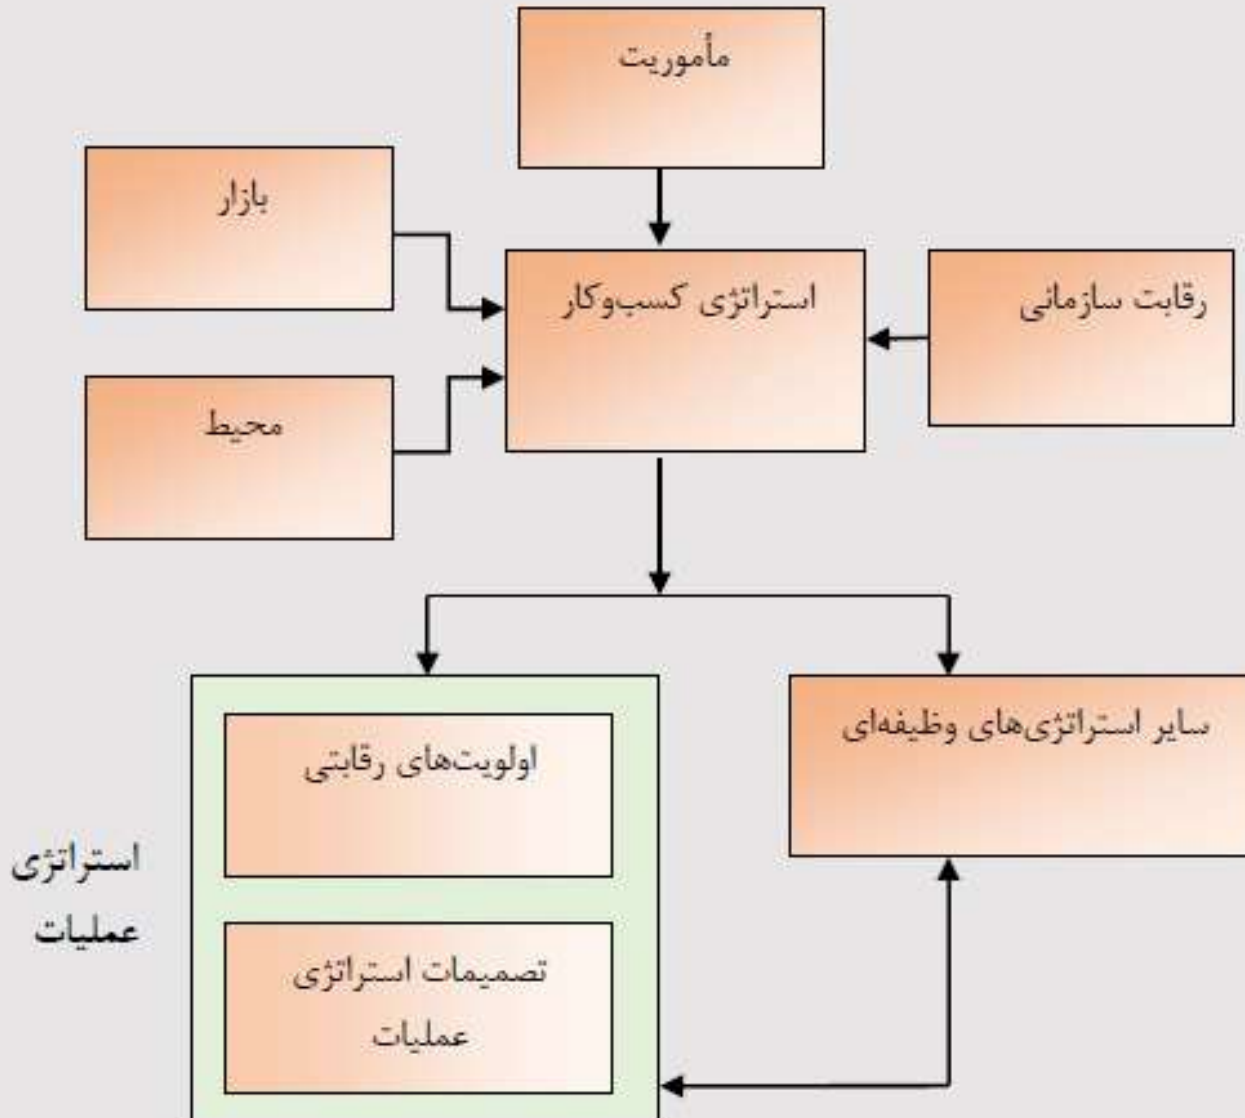 مأموریت
بازار
استراتژی کسب‌وکار
رقابت سازمانی
محیط
سایر استراتژی‌های وظیفه‌ای
اولویت‌های رقابتی
استراتژی
عملیات
تصمیمات استراتژی
عملیات